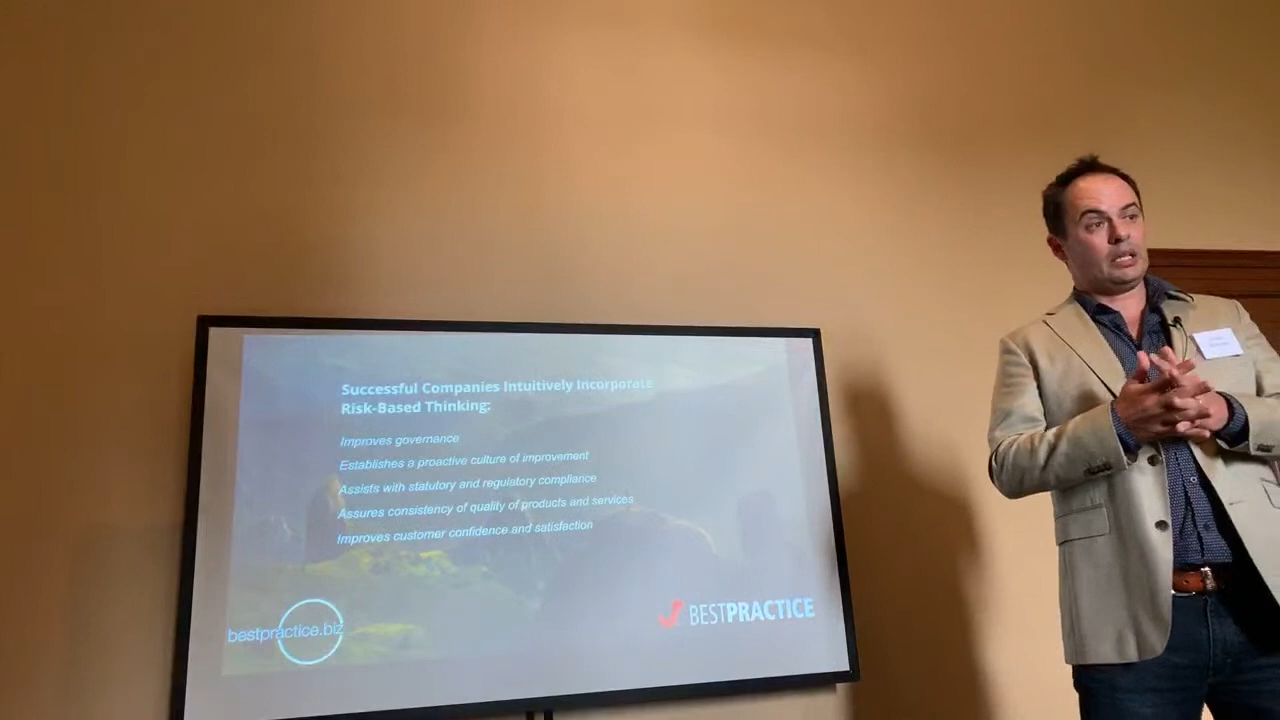 Successful Companies Intuitively Incorporate
Risk-Based Thinking:
Improves governance
Establishes a proactive culture of improvement
Assists with statutory and regulatory compliance
Assures consistency of quality of products and services
Improves customer confidence and satisfaction
bestpractice.biz
BESTPRACTICE